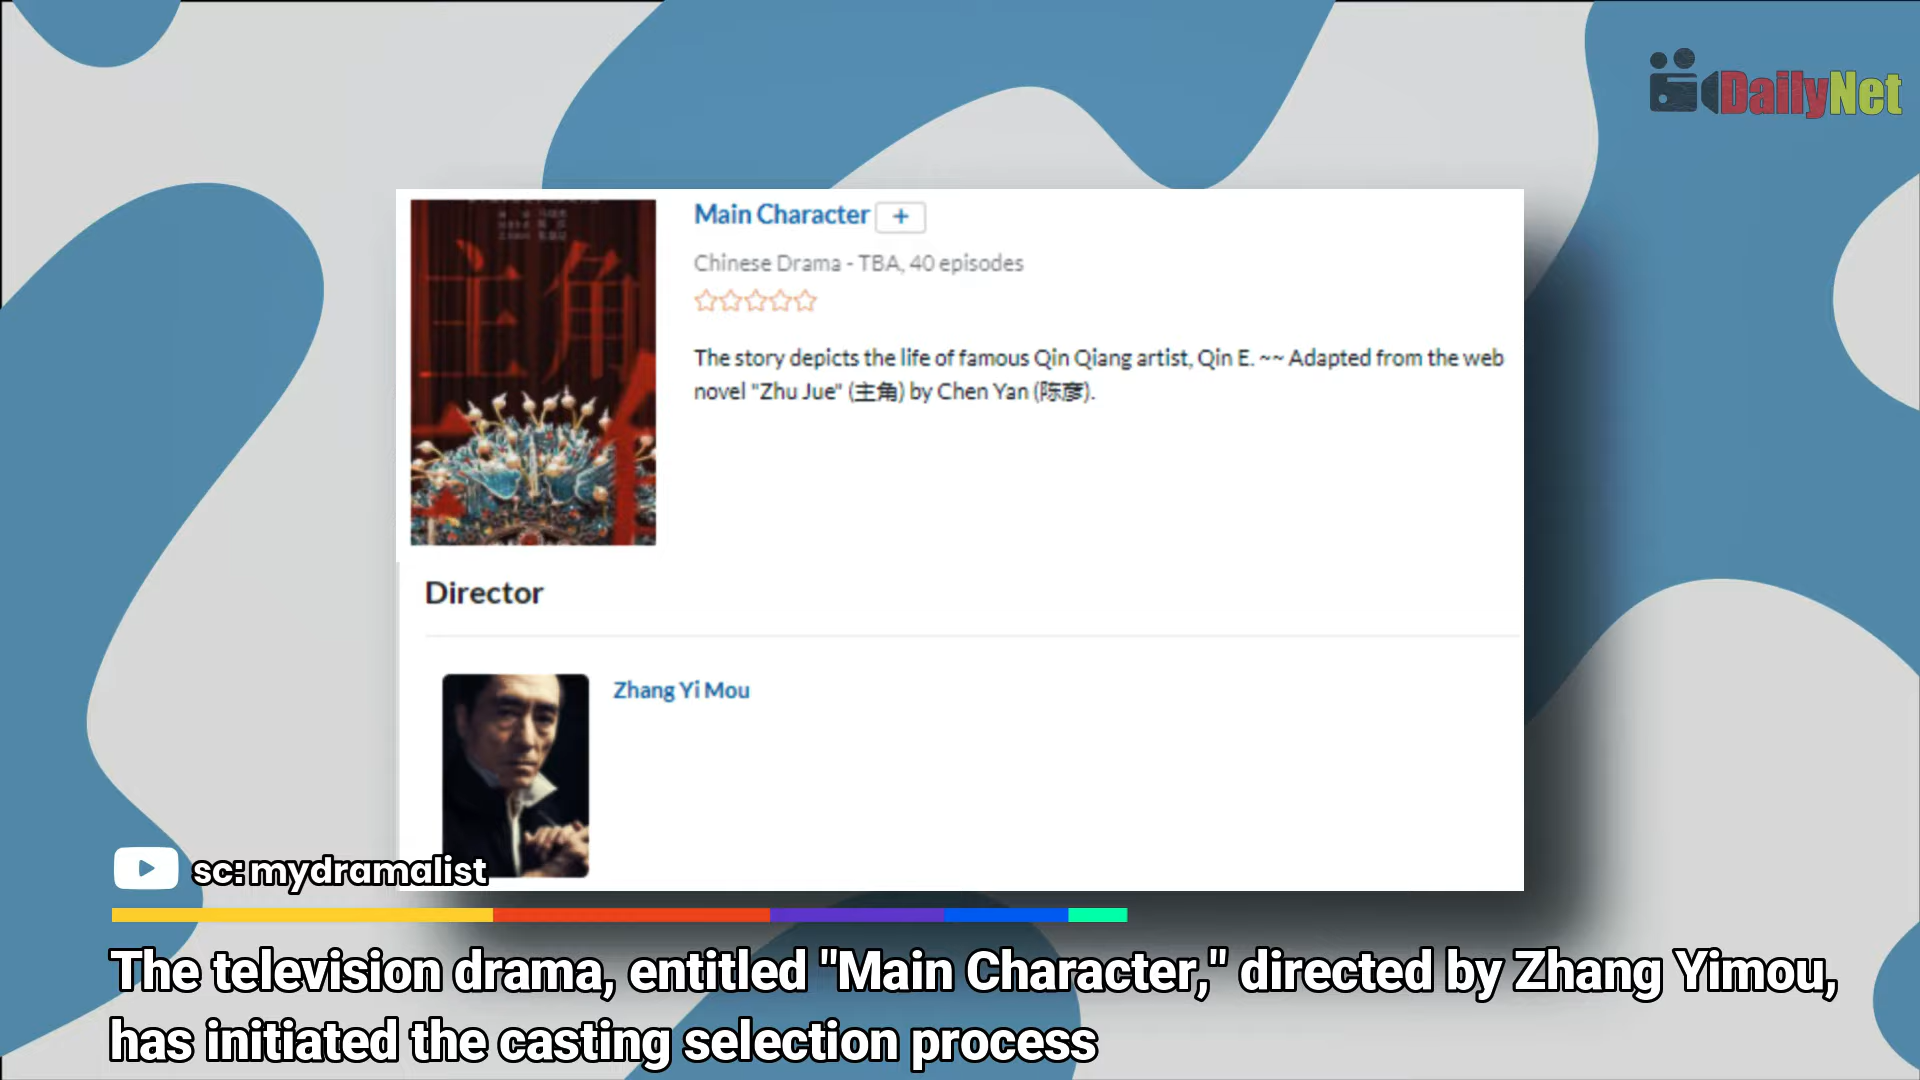 DailyNet
Main Character +
Chinese Drama - TBA, 40 episodes
The story depicts the life of famous Qin Qiang artist, Qin E. ~~ Adapted from the web
novel "Zhu Jue" (主角) by Chen Yan (陈彦).
主角
Director
Zhang Yi Mou
sc: mydramalist
The television drama, entitled "Main Character," directed by Zhang Yimou,
has initiated the casting selection process